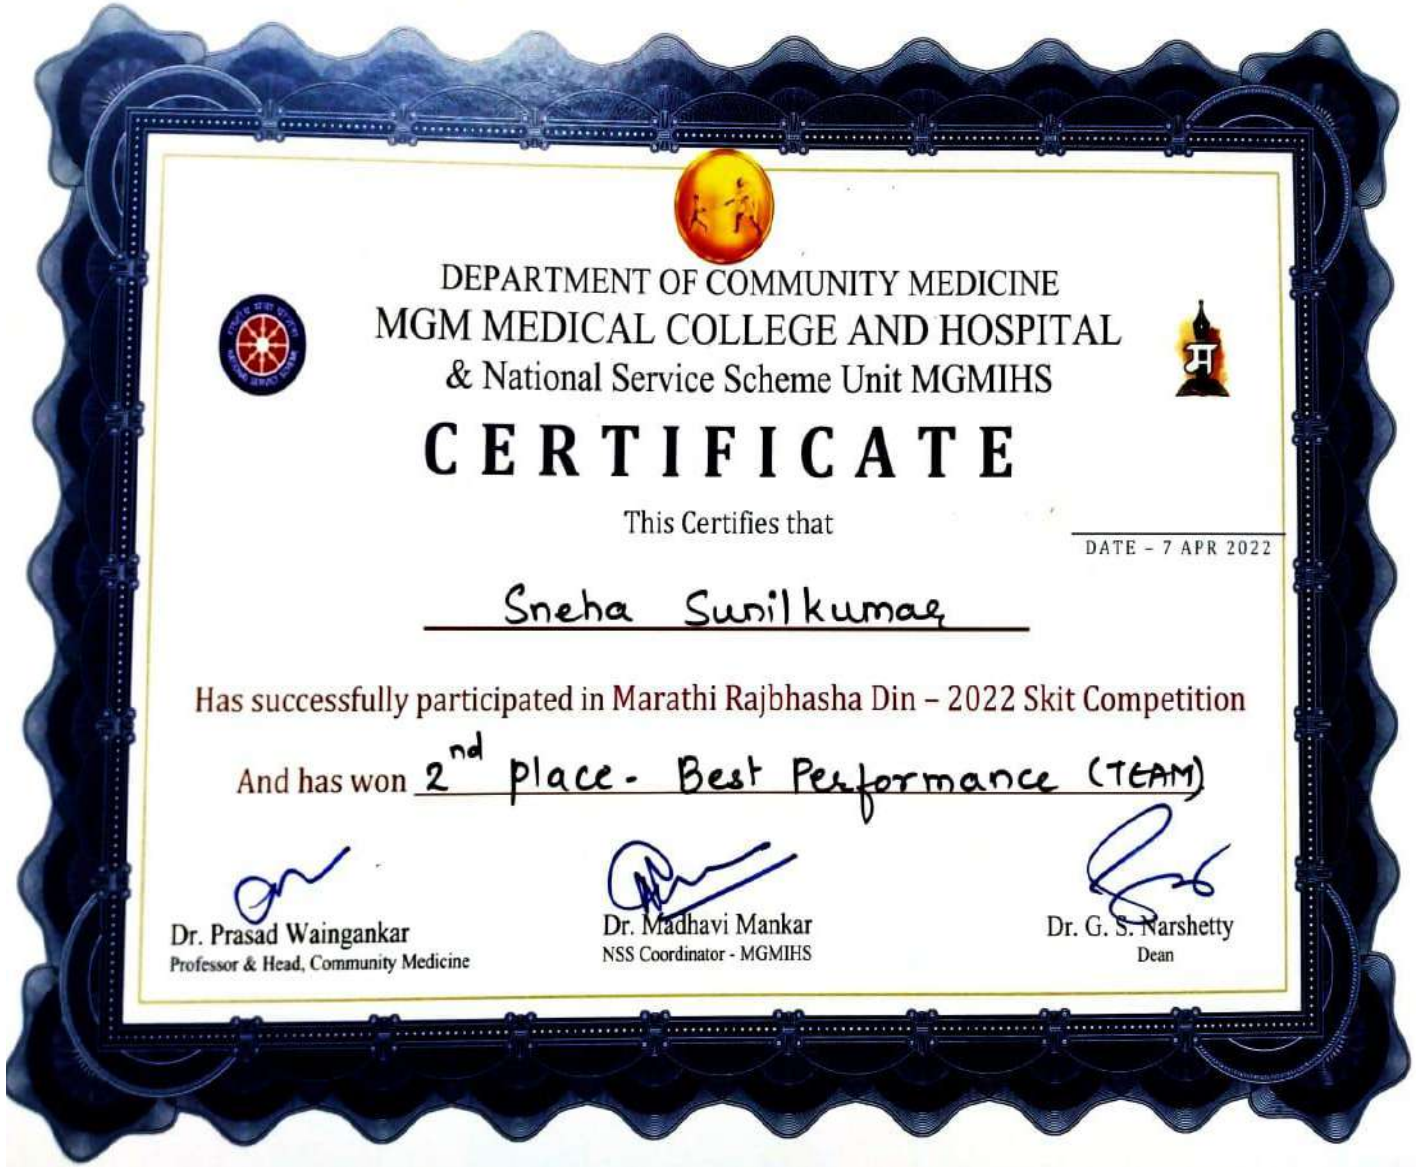 DEPARTMENT OF COMMUNITY MEDICINE
MGM MEDICAL COLLEGE AND HOSPITAL
& National Service Scheme Unit MGMIHS
म
CERTIFICATE
This Certifies that
DATE – 7 APR 2022
Sneha Sunilkumar
Has successfully participated in Marathi Rajbhasha Din – 2022 Skit Competition
And has won 2nd place - Best Performance (TEAM)
Dr. Prasad Waingankar
Professor & Head, Community Medicine
Dr. Madhavi Mankar
NSS Coordinator - MGMIHS
Dr. G. S. Narshetty
Dean